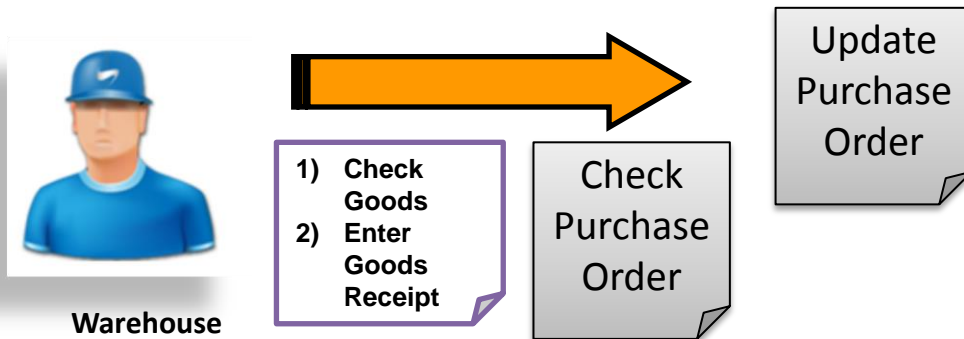 Update
Purchase
Order
1) Check
Goods
2) Enter
Goods
Receipt
Check
Purchase
Order
Warehouse